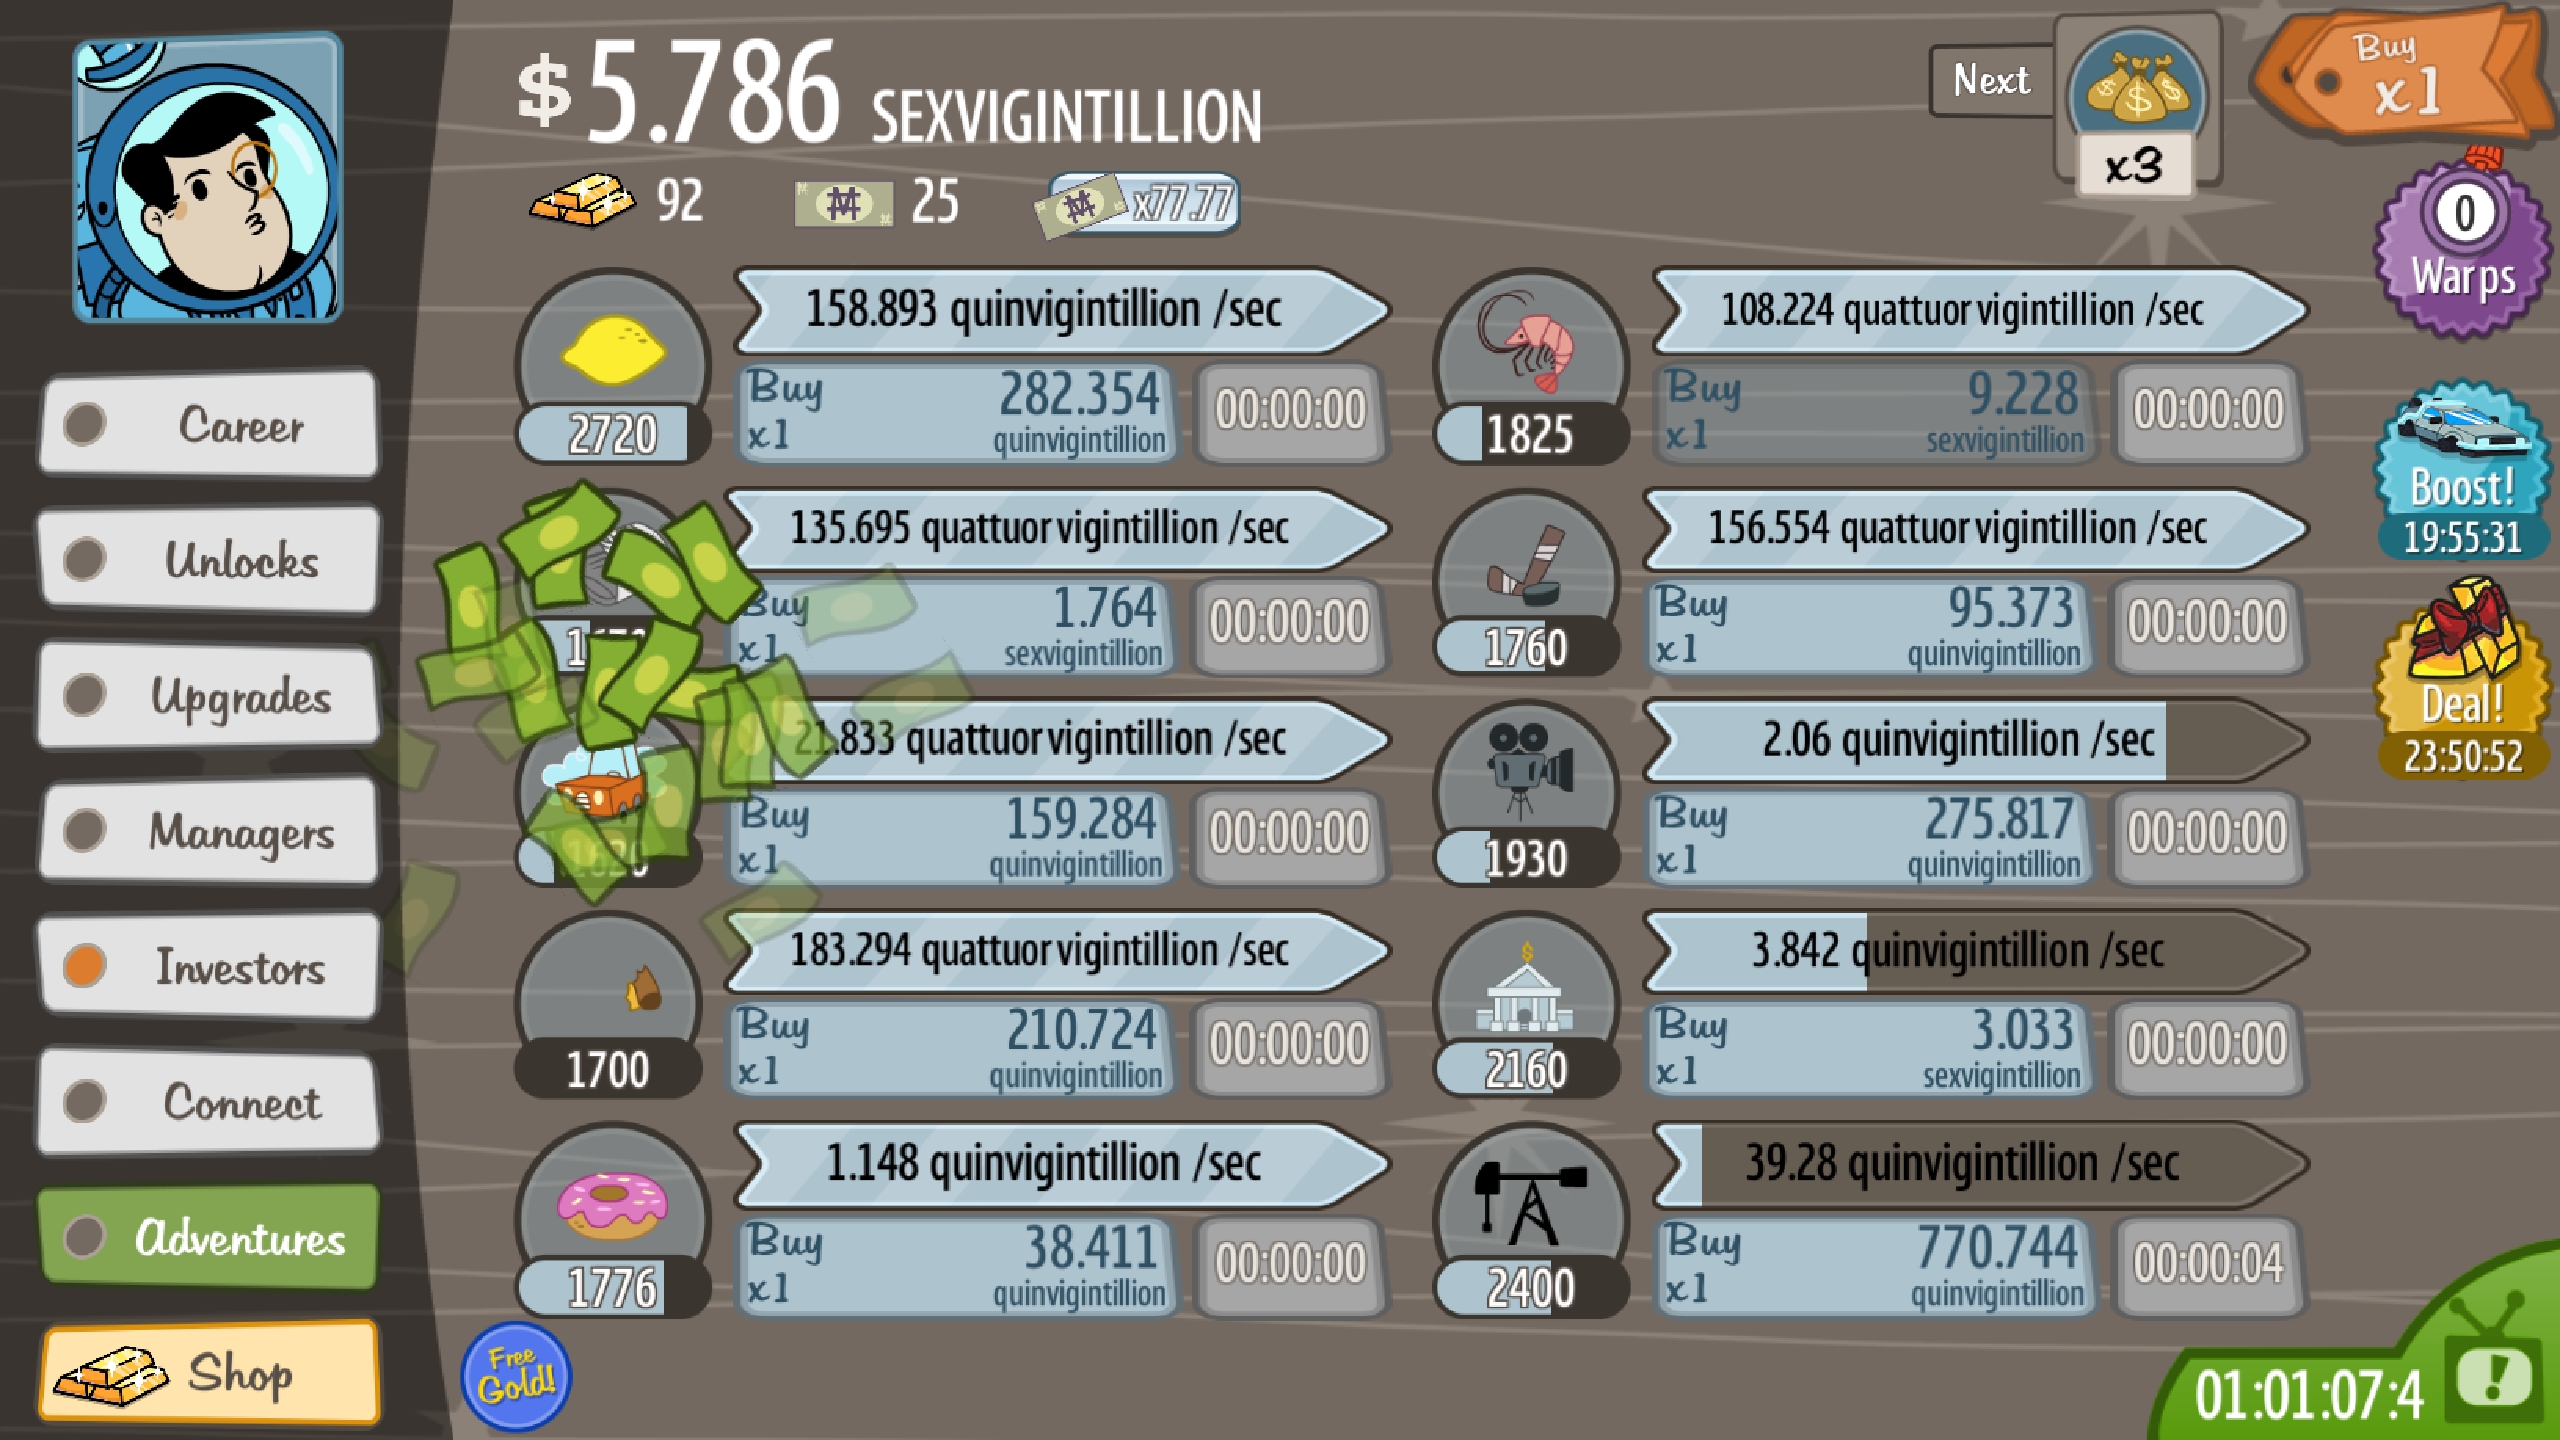 $5.786 SEXVIGINTILLION
92
25
x77.77
Next
x3
Buy
x1
0
Warps
Boost!
19:55:31
Deal!
23:50:52
Career
Unlocks
Upgrades
Managers
Investors
Connect
Adventures
Shop
158.893 quinvigintillion /sec
2720
Buy
x1
282.354
quinvigintillion
00:00:00
135.695 quattuorvigintillion /sec
Buy
x1
1.764
sexvigintillion
00:00:00
21.833 quattuorvigintillion /sec
1620
Buy
x1
159.284
quinvigintillion
00:00:00
183.294 quattuorvigintillion /sec
1700
Buy
x1
210.724
quinvigintillion
00:00:00
1.148 quinvigintillion /sec
1776
Buy
x1
38.411
quinvigintillion
00:00:00
108.224 quattuorvigintillion /sec
1825
Buy
x1
9.228
sexvigintillion
00:00:00
156.554 quattuorvigintillion /sec
1760
Buy
x1
95.373
quinvigintillion
00:00:00
2.06 quinvigintillion /sec
1930
Buy
x1
275.817
quinvigintillion
00:00:00
3.842 quinvigintillion /sec
2160
Buy
x1
3.033
sexvigintillion
00:00:00
39.28 quinvigintillion /sec
2400
Buy
x1
770.744
quinvigintillion
00:00:04
Free
Gold!
01:01:07:4